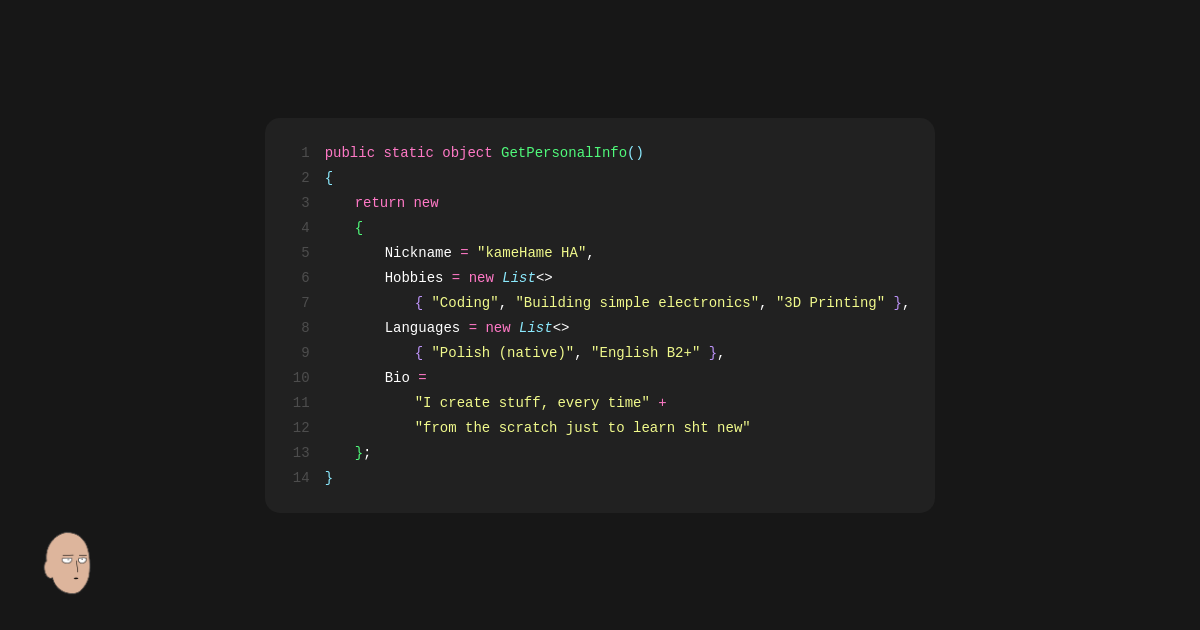 1 public static object GetPersonalInfo()
2 {
3 return new
4 {
5 Nickname = "kameHame HA",
6 Hobbies = new List<>
7 { "Coding", "Building simple electronics", "3D Printing" },
8 Languages = new List<>
9 { "Polish (native)", "English B2+" },
10 Bio =
11 "I create stuff, every time" +
12 "from the scratch just to learn sht new"
13 };
14 }